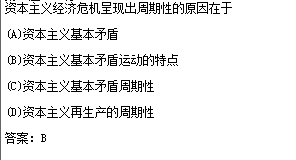 资本主义经济危机呈现出周期性的原因在于
(A)资本主义基本矛盾
(B)资本主义基本矛盾运动的特点
(C)资本主义基本矛盾周期性
(D)资本主义再生产的周期性
答案：B